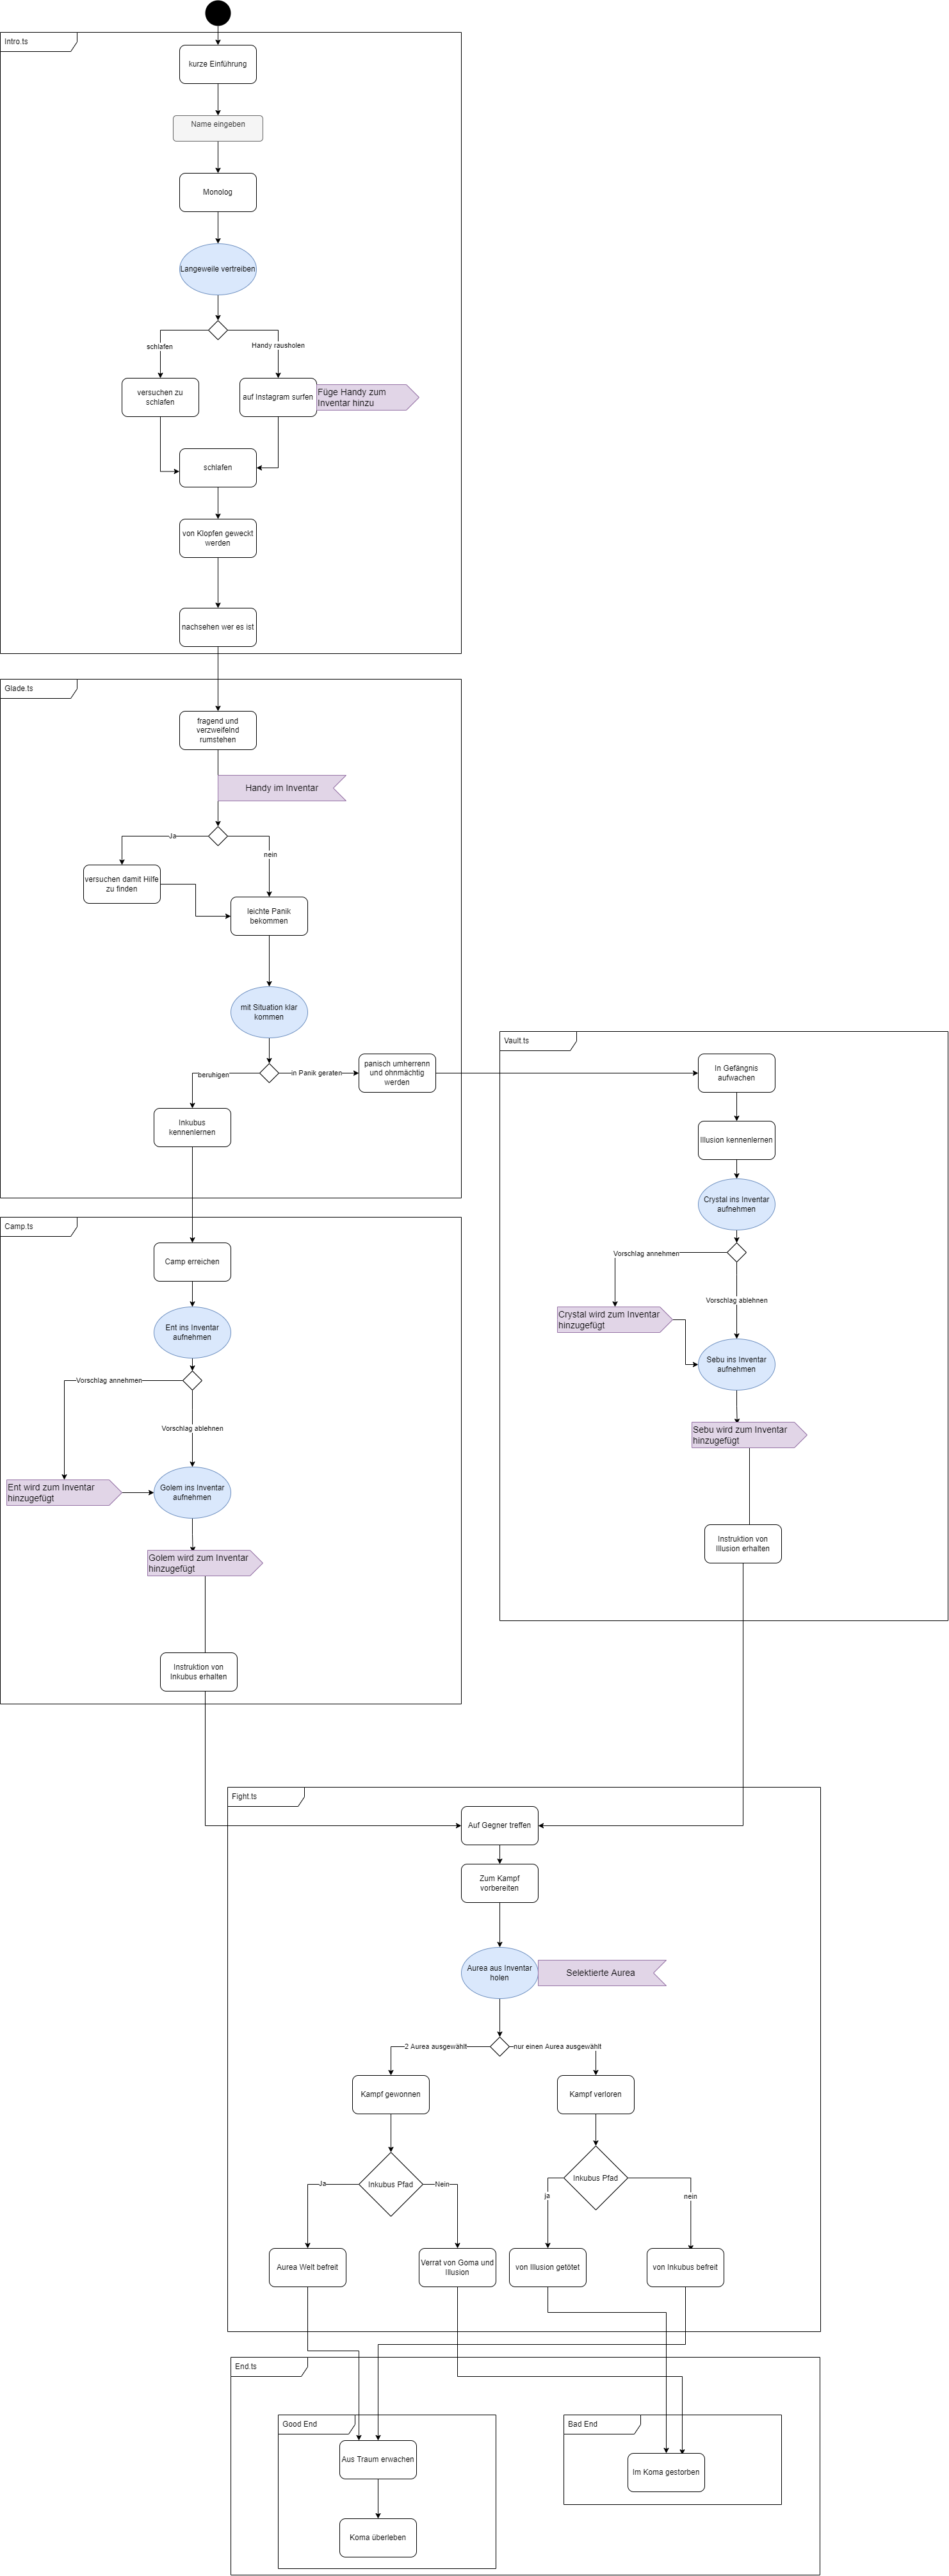 Intro.ts
kurze Einführung
Name eingeben
Monolog
Langeweile vertreiben
schlafen
Handy rausholen
versuchen zu
schlafen
auf Instagram surfen
Füge Handy zum
Inventar hinzu
schlafen
von Klopfen geweckt
werden
nachsehen wer es ist
Glade.ts
fragend und
verzweifelnd
rumstehen
Handy im Inventar
Ja
nein
versuchen damit Hilfe
zu finden
leichte Panik
bekommen
mit Situation klar
kommen
beruhigen
in Panik geraten
panisch umherrenn
und ohnmächtig
werden
Inkubus
kennenlernen
Vault.ts
In Gefängnis
aufwachen
Illusion kennenlernen
Crystal ins Inventar
aufnehmen
Vorschlag annehmen
Vorschlag ablehnen
Crystal wird zum Inventar
hinzugefügt
Sebu ins Inventar
aufnehmen
Sebu wird zum Inventar
hinzugefügt
Instruktion von
Illusion erhalten
Camp.ts
Camp erreichen
Ent ins Inventar
aufnehmen
Vorschlag annehmen
Vorschlag ablehnen
Ent wird zum Inventar
hinzugefügt
Golem ins Inventar
aufnehmen
Golem wird zum Inventar
hinzugefügt
Instruktion von
Inkubus erhalten
Fight.ts
Auf Gegner treffen
Zum Kampf
vorbereiten
Aurea aus Inventar
holen
Selektierte Aurea
2 Aurea ausgewählt
nur einen Aurea ausgewählt
Kampf gewonnen
Kampf verloren
Inkubus Pfad
Inkubus Pfad
Ja
Nein
ja
nein
Aurea Welt befreit
Verrat von Goma und
Illusion
von Illusion getötet
von Inkubus befreit
End.ts
Good End
Bad End
Aus Traum erwachen
Im Koma gestorben
Koma überleben